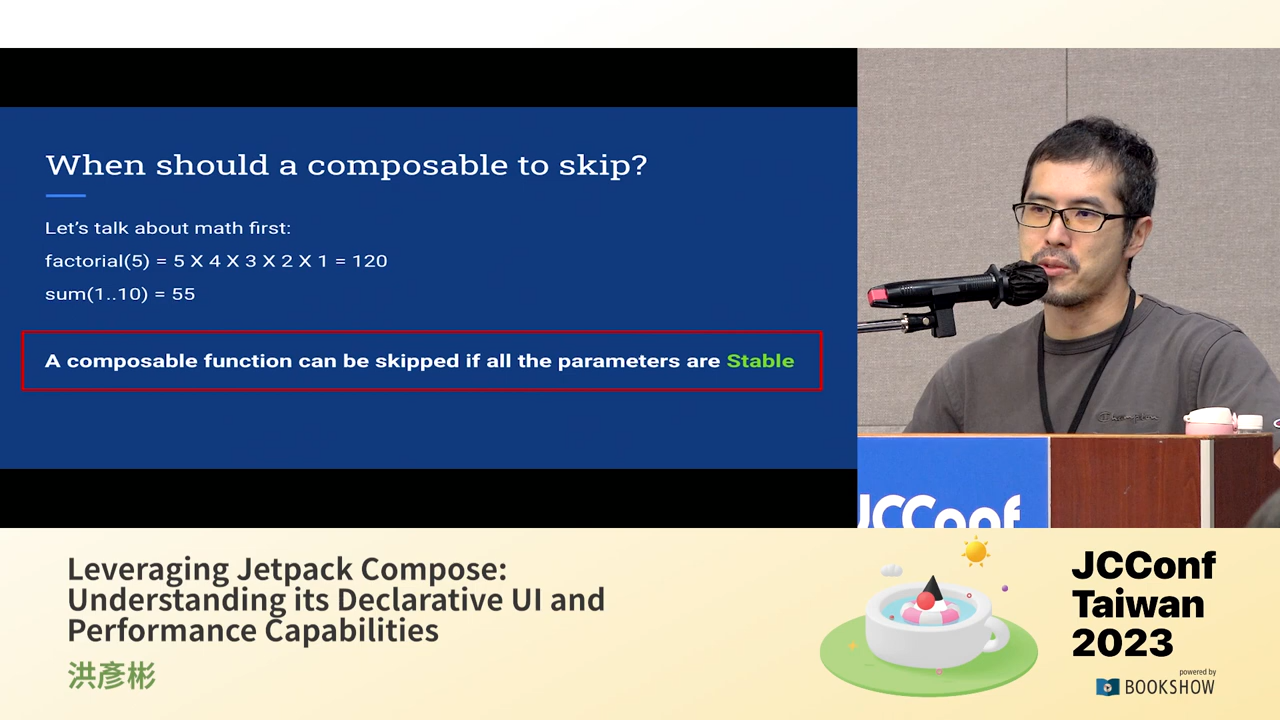 When should a composable to skip?
Let's talk about math first:
factorial(5) = 5 X 4 X 3 X 2 X 1 = 120
sum(1..10) = 55
A composable function can be skipped if all the parameters are Stable
Champion
JCConf
Leveraging Jetpack Compose:
Understanding its Declarative UI and
Performance Capabilities
洪彥彬
JCConf
Taiwan
2023
powered by
BOOKSHOW